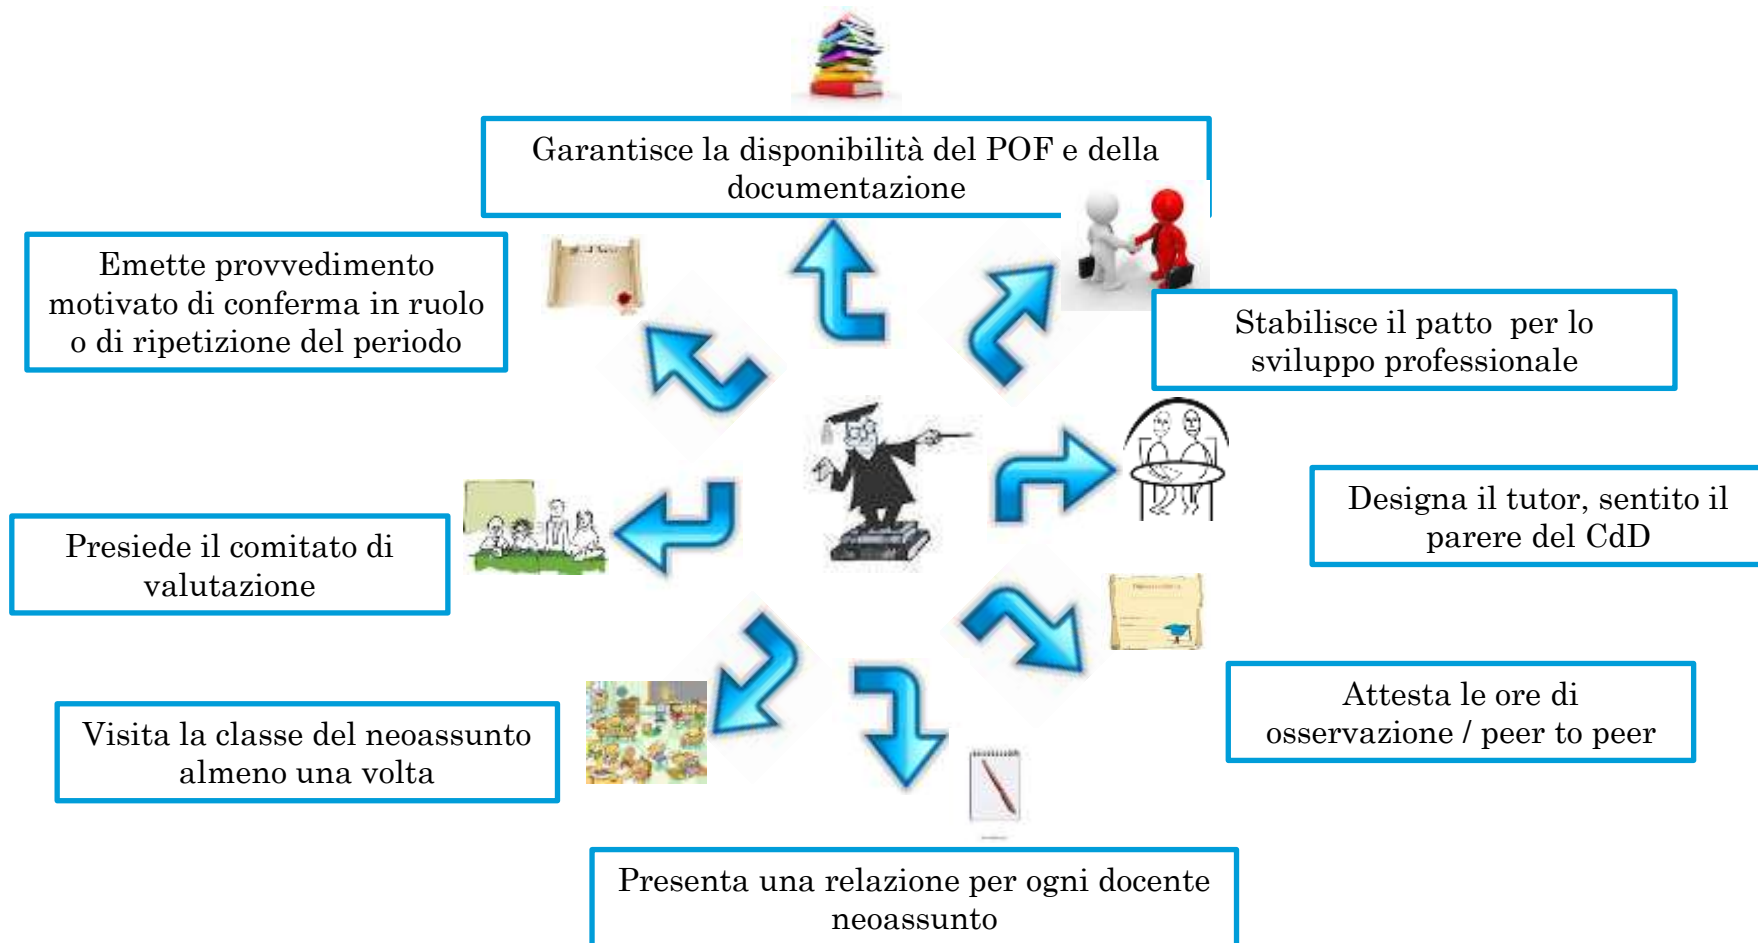 Garantisce la disponibilità del POF e della
documentazione
Emette provvedimento
motivato di conferma in ruolo
o di ripetizione del periodo
Stabilisce il patto per lo
sviluppo professionale
Designa il tutor, sentito il
parere del CdD
Presiede il comitato di
valutazione
Attesta le ore di
osservazione / peer to peer
Visita la classe del neoassunto
almeno una volta
Presenta una relazione per ogni docente
neoassunto